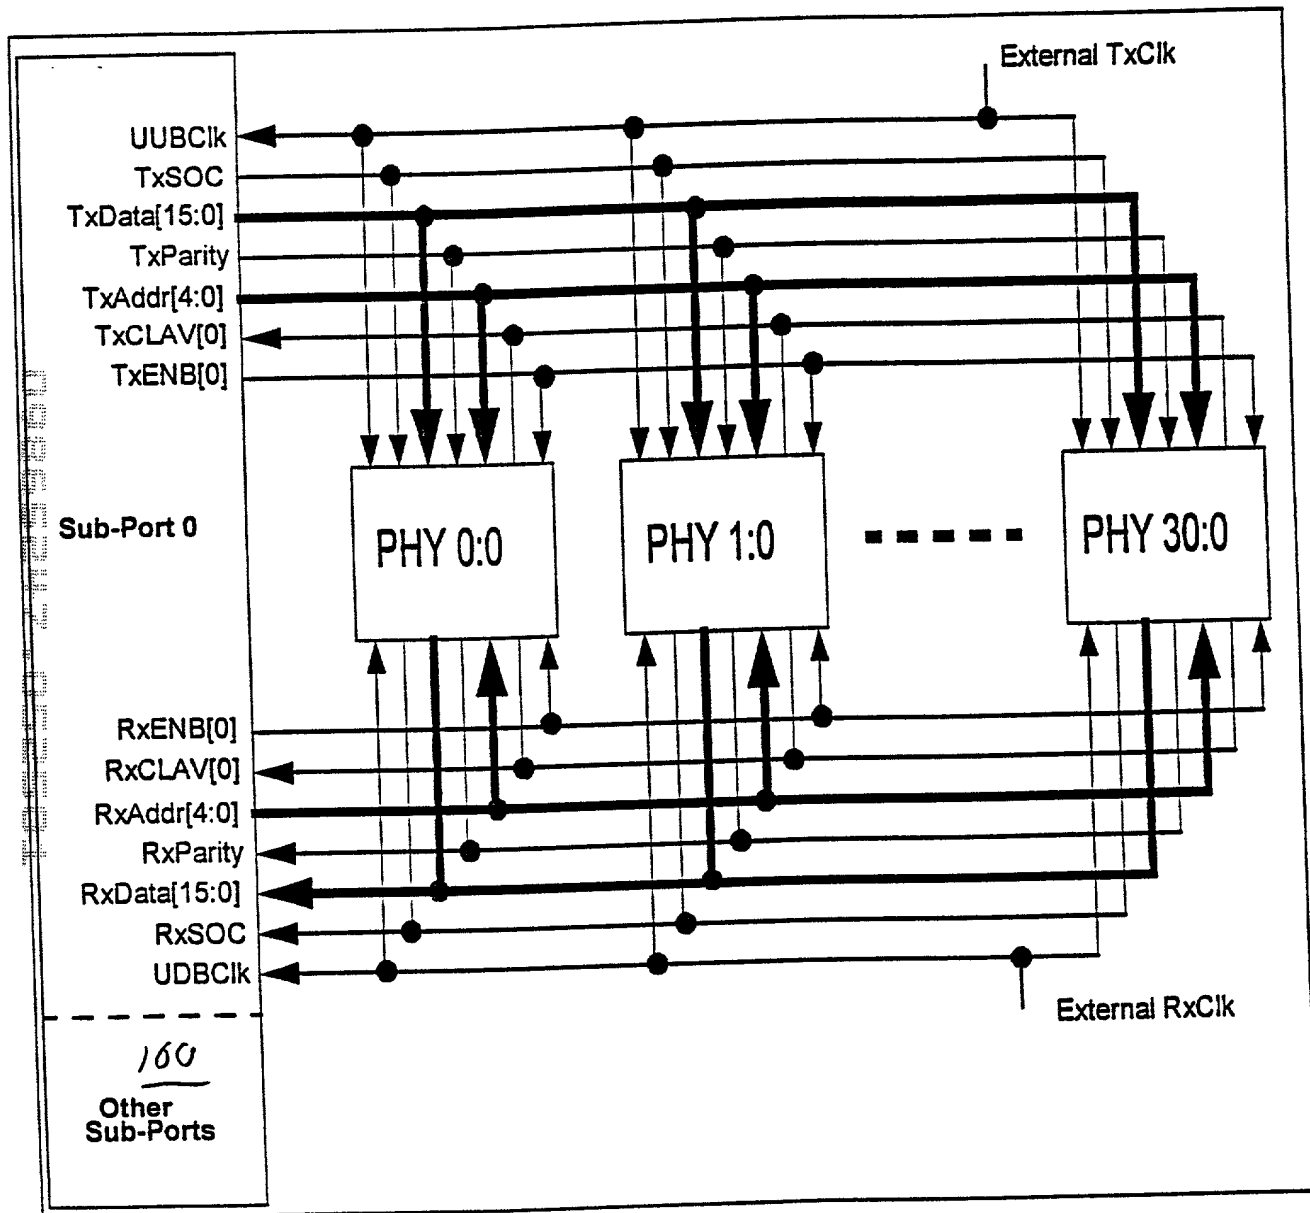 External TxClk
UUBClk
TxSOC
TxData[15:0]
TxParity
TxAddr[4:0]
TxCLAV[0]
TxENB[0]
Sub-Port 0
PHY 0:0
PHY 1:0
PHY 30:0
RxENB[0]
RxCLAV[0]
RxAddr[4:0]
RxParity
RxData[15:0]
RxSOC
UDBClk
External RxClk
160
Other
Sub-Ports